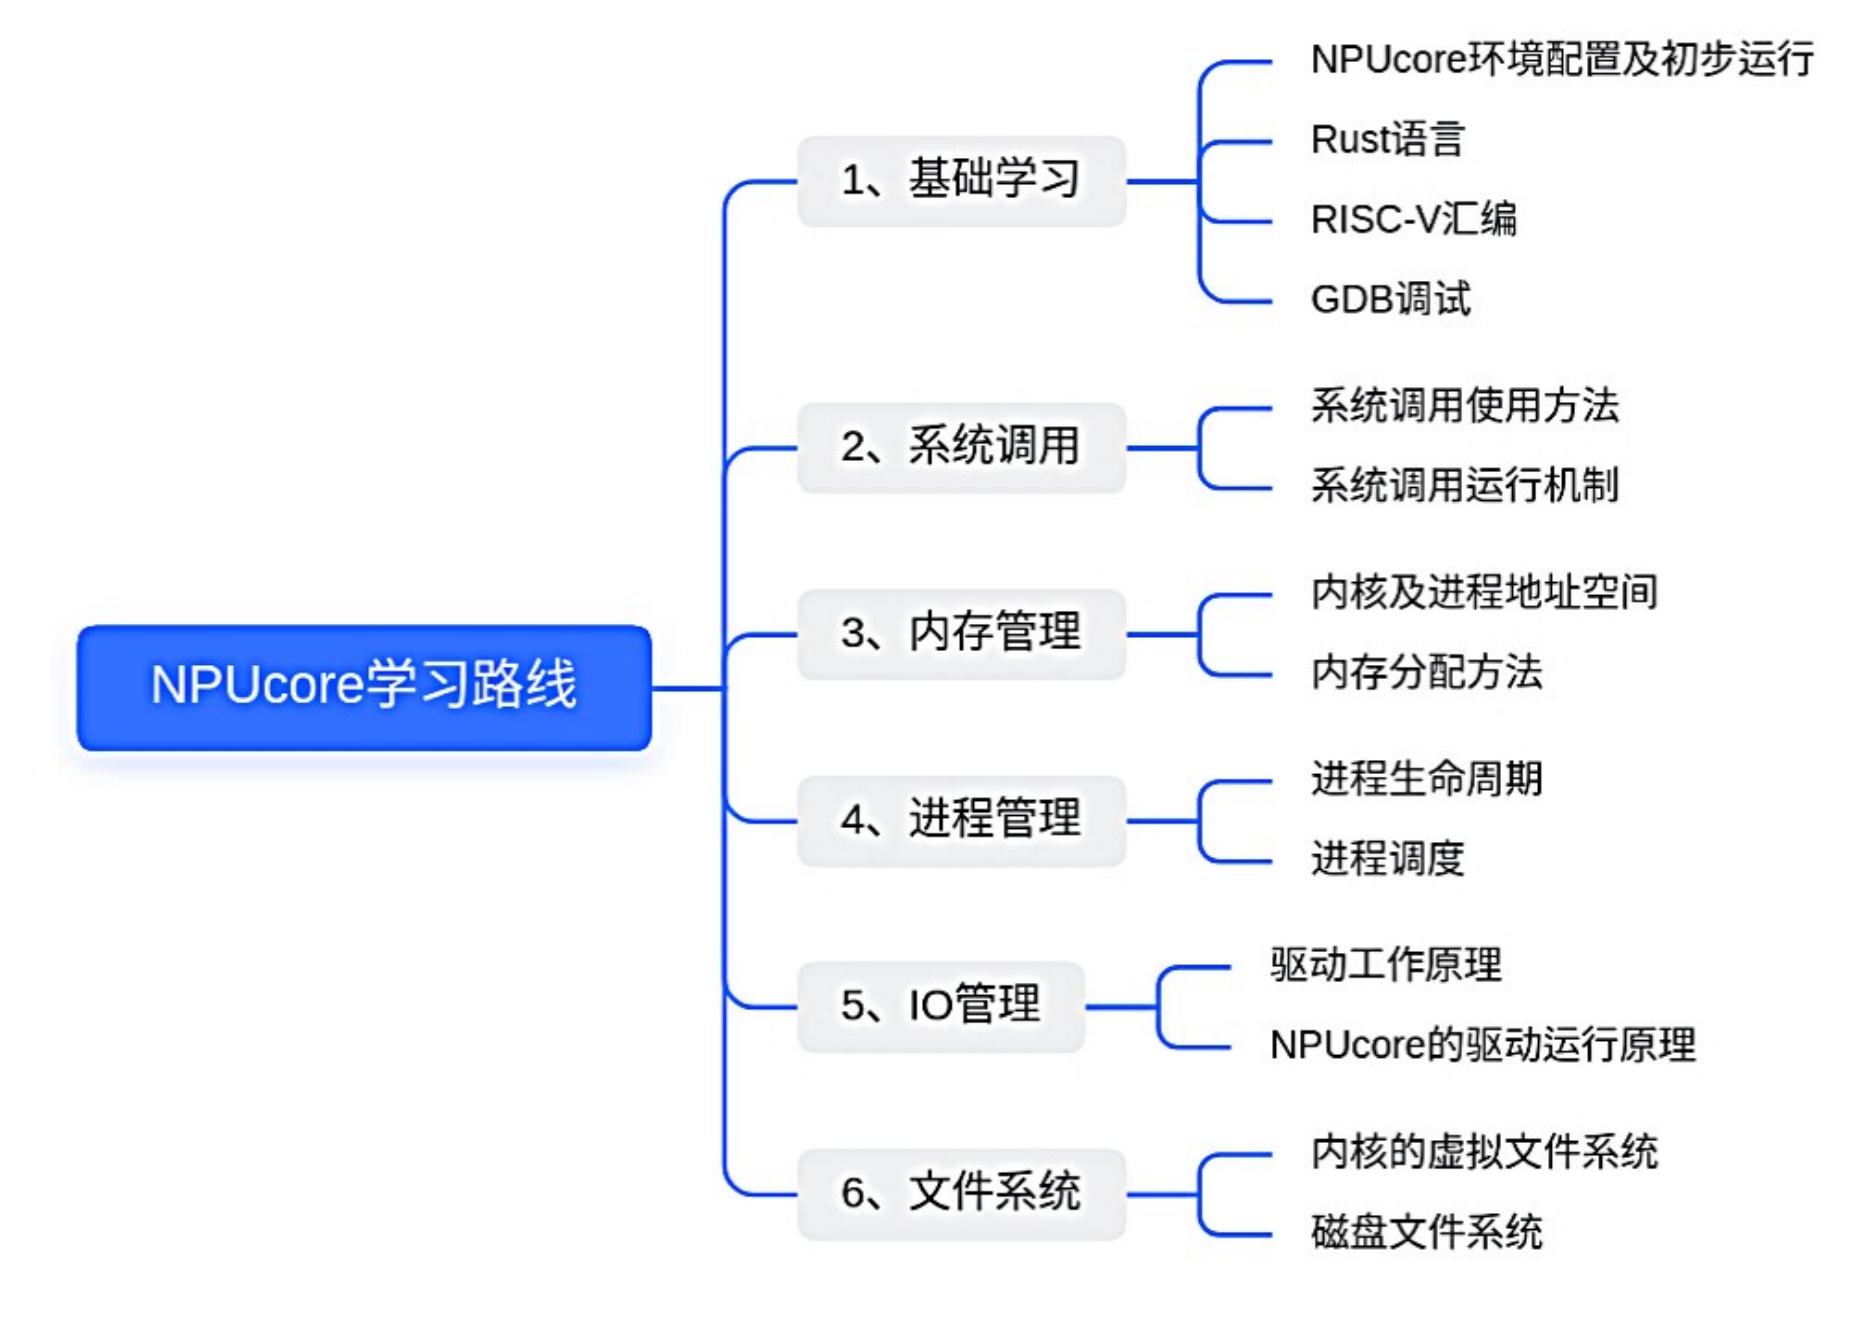 NPUcore学习路线
1、基础学习
NPUcore环境配置及初步运行
Rust语言
RISC-V汇编
GDB调试
2、系统调用
系统调用使用方法
系统调用运行机制
3、内存管理
内核及进程地址空间
内存分配方法
4、进程管理
进程生命周期
进程调度
5、IO管理
驱动工作原理
NPUcore的驱动运行原理
6、文件系统
内核的虚拟文件系统
磁盘文件系统